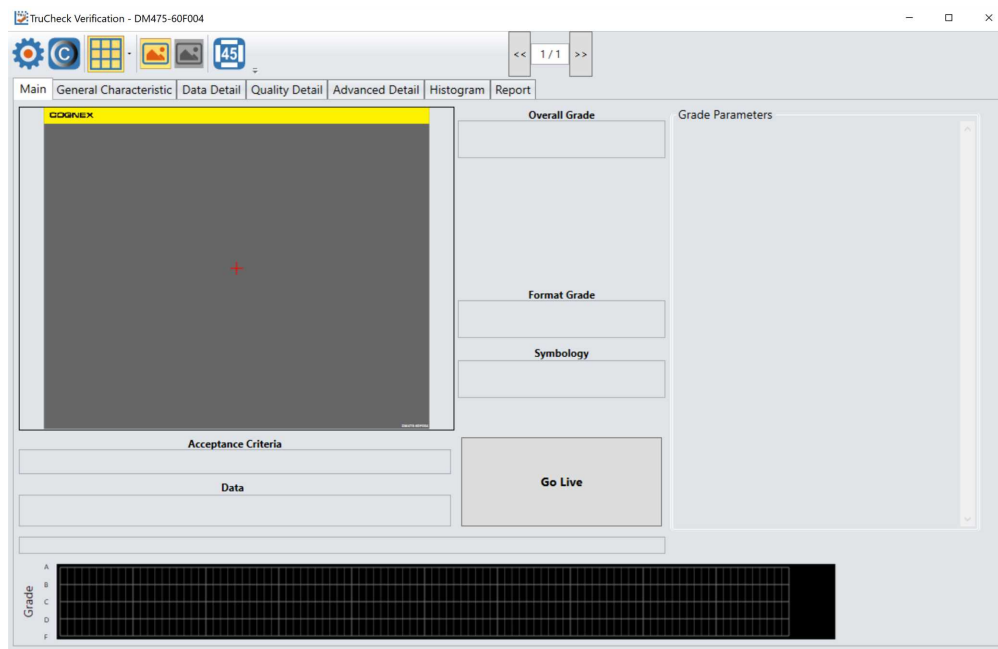 TruCheck Verification - DM475-60F004
45
<< 1 / 1 >>
Main General Characteristic Data Detail Quality Detail Advanced Detail Histogram Report
COGNEX
Overall Grade
Grade Parameters
Format Grade
Symbology
Acceptance Criteria
Go Live
Data
Grade
A
B
C
D
F